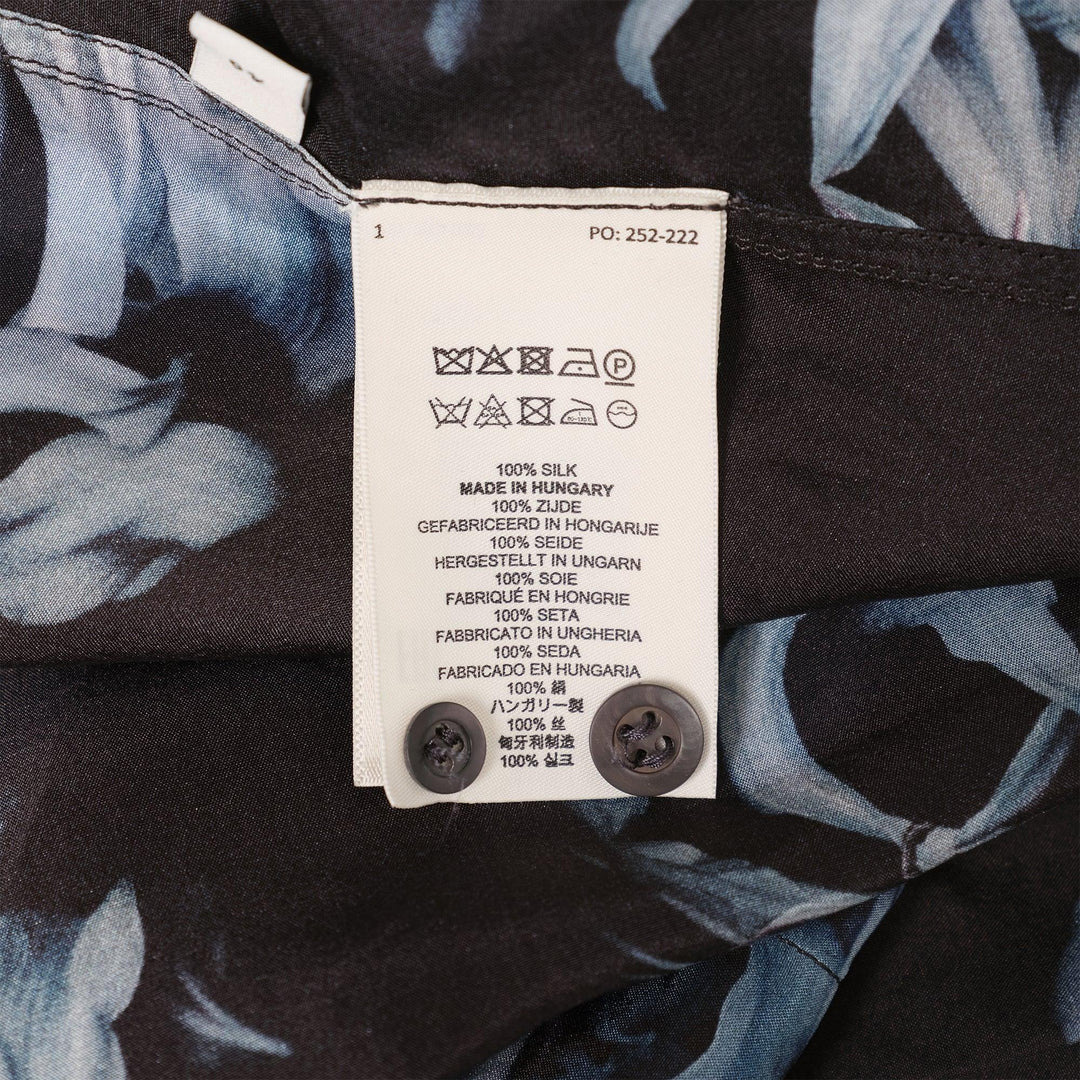 1
PO: 252-222
P
100% SILK
MADE IN HUNGARY
100% ZIJDE
GEFABRICEERD IN HONGARIJE
100% SEIDE
HERGESTELLT IN UNGARN
100% SOIE
FABRIQUÉ EN HONGRIE
100% SETA
FABBRICATO IN UNGHERIA
100% SEDA
FABRICADO EN HUNGARIA
100% 絹
ハンガリー製
100% 丝
匈牙利制造
100% 실크